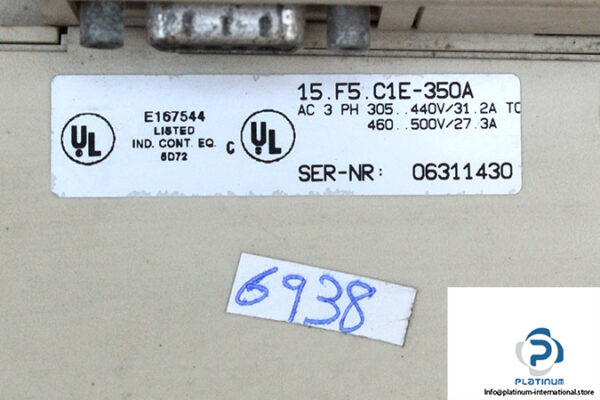 15.F5.C1E-350A
AC 3 PH 305..440V/31.2A TO
460..500V/27.3A
SER-NR: 06311430
UL
E167544
LISTED
IND. CONT. EQ.
6D72
C UL
6938
PLATINUM
info@platinum-international.store